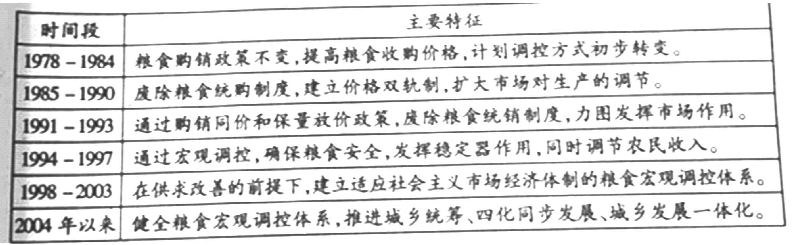 时间段 主要特征
1978-1984 粮食购销政策不变,提高粮食收购价格,计划调控方式初步转变。
1985-1990 废除粮食统购制度,建立价格双轨制,扩大市场对生产的调节。
1991-1993 通过购销同价和保量放价政策,废除粮食统销制度,力图发挥市场作用。
1994-1997 通过宏观调控,确保粮食安全,发挥稳定器作用,同时调节农民收入。
1998-2003 在供求改善的前提下,建立适应社会主义市场经济体制的粮食宏观调控体系。
2004年以来 健全粮食宏观调控体系,推进城乡统筹、四化同步发展、城乡发展一体化。